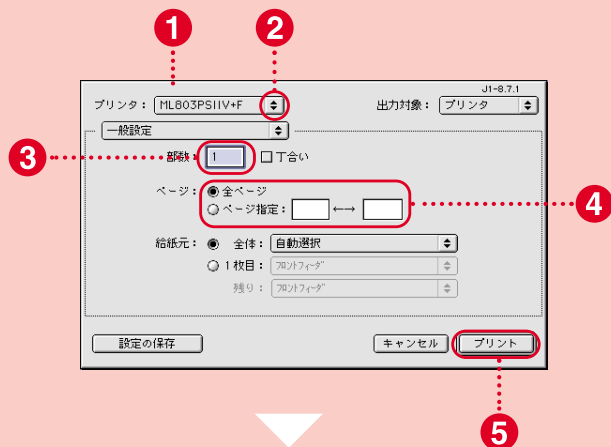 1
2
J1-8.7.1
プリンタ： ML803PSIIV+F 出力対象： プリンタ
一般設定
3 部数： 1 丁合い
ページ： 全ページ
ページ指定： ←→ 4
給紙元： 全体： 自動選択
1 枚目： フロントフィーダ
残り： フロントフィーダ
設定の保存 キャンセル プリント
5